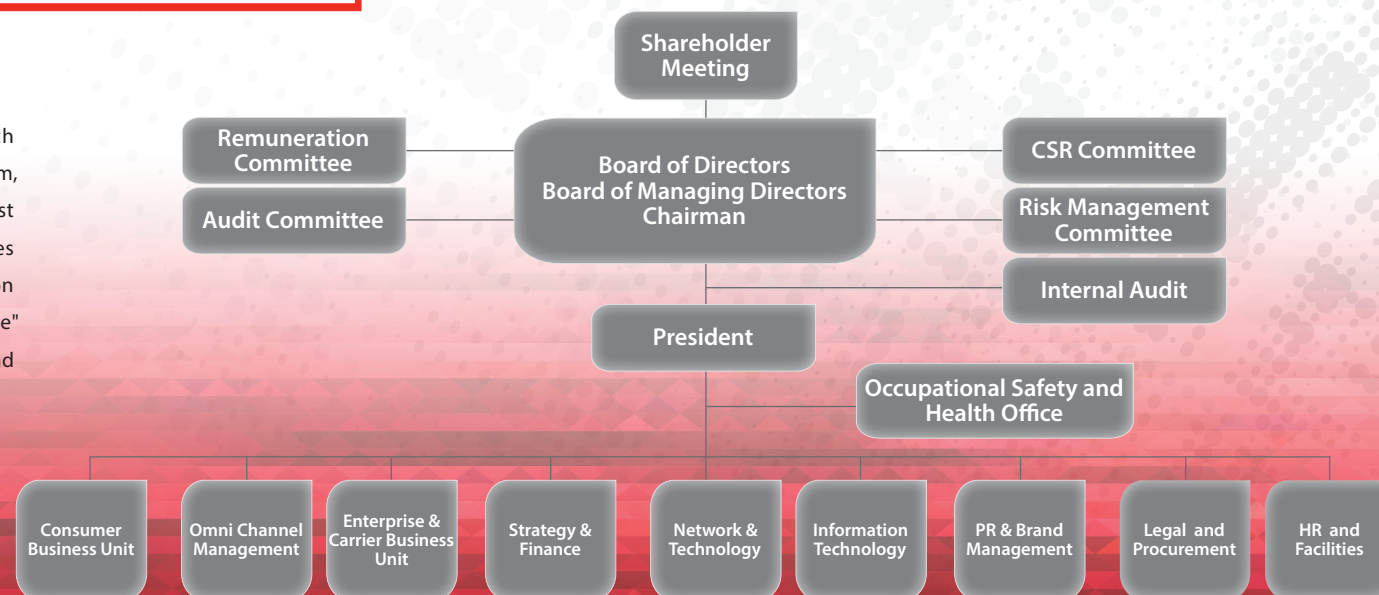 Shareholder
Meeting
Remuneration
Committee
Board of Directors
Board of Managing Directors
Chairman
CSR Committee
Audit Committee
Risk Management
Committee
Internal Audit
President
Occupational Safety and
Health Office
Consumer
Business Unit
Omni Channel
Management
Enterprise &
Carrier Business
Unit
Strategy &
Finance
Network &
Technology
Information
Technology
PR & Brand
Management
Legal and
Procurement
HR and
Facilities